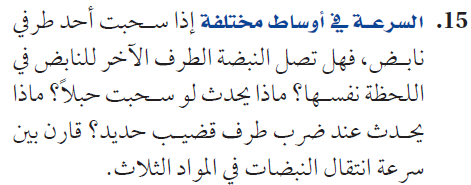 15. السرعة في أوساط مختلفة إذا سحبت أحد طرفي
نابض، فهل تصل النبضة الطرف الآخر للنابض في
اللحظة نفسها؟ ماذا يحدث لو سحبت حبلاً؟ ماذا
يحدث عند ضرب طرف قضيب حديد؟ قارن بين
سرعة انتقال النبضات في المواد الثلاث.